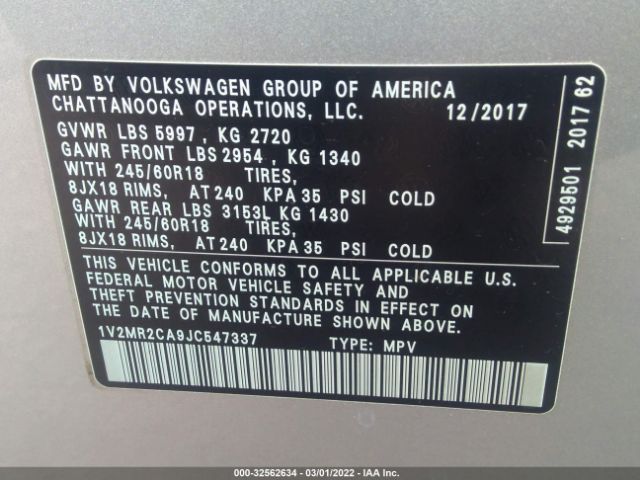 MFD BY VOLKSWAGEN GROUP OF AMERICA
CHATTANOOGA OPERATIONS, LLC. 12/2017
GVWR LBS 5997 , KG 2720
GAWR FRONT LBS 2954 , KG 1340
WITH 245/60R18 TIRES,
8JX18 RIMS, AT 240 KPA 35 PSI COLD
GAWR REAR LBS 3153L KG 1430
WITH 245/60R18 TIRES,
8JX18 RIMS, AT 240 KPA 35 PSI COLD
THIS VEHICLE CONFORMS TO ALL APPLICABLE U.S.
FEDERAL MOTOR VEHICLE SAFETY AND
THEFT PREVENTION STANDARDS IN EFFECT ON
THE DATE OF MANUFACTURE SHOWN ABOVE.
1V2MR2CA9JC547337 TYPE: MPV
4929501 2017 62
000-32562634 - 03/01/2022 - IAA Inc.